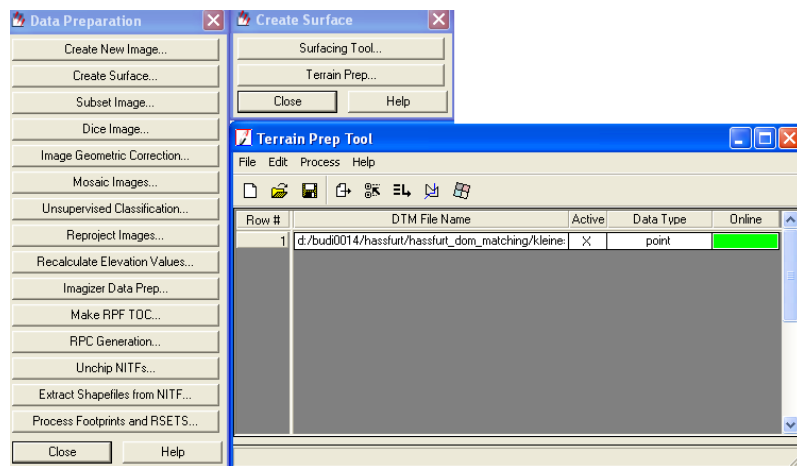 Data Preparation
Create New Image...
Create Surface...
Subset Image...
Dice Image...
Image Geometric Correction...
Mosaic Images...
Unsupervised Classification...
Reproject Images...
Recalculate Elevation Values...
Imagizer Data Prep...
Make RPF TOC...
RPC Generation...
Unchip NITFs...
Extract Shapefiles from NITF...
Process Footprints and RSETS...
Close Help
Create Surface
Surfacing Tool...
Terrain Prep...
Close Help
Terrain Prep Tool
File Edit Process Help
Row # DTM File Name Active Data Type Online
1 d:/budi0014/hassfurt/hassfurt_dom_matching/kleine X point